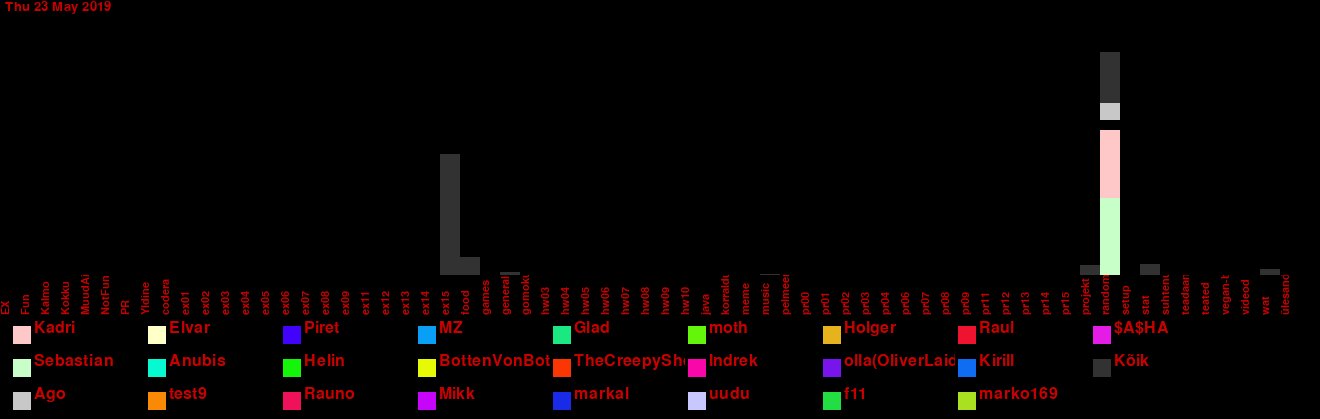 Thu 23 May 2019
EX Fun Kalmo Kokku MuudAi NotFun PR Yldine codera ex01 ex02 ex03 ex04 ex05 ex06 ex07 ex08 ex09 ex11 ex12 ex13 ex14 ex15 food games general gomoku hw03 hw04 hw05 hw06 hw07 hw08 hw09 hw10 java korraldu meme music pelmee pr00 pr01 pr02 pr03 pr04 pr06 pr07 pr08 pr09 pr11 pr12 pr13 pr14 pr15 projekt random setup stat suhtenu teadaan teated vegan-t videod wat ülesand
Kadri Elvar Piret MZ Glad moth Holger Raul $A$HA
Sebastian Anubis Helin BottenVonBot TheCreepySh Indrek olla(OliverLaid Kirill Kõik
Ago test9 Rauno Mikk markal uudu f11 marko169